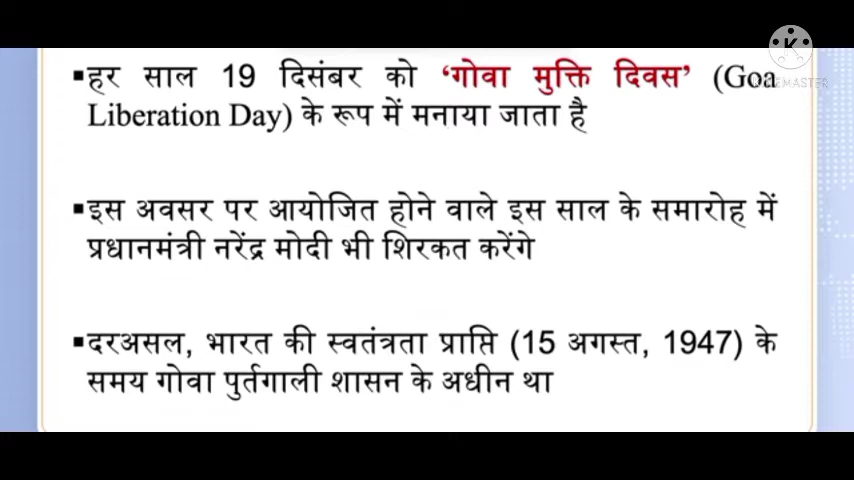 ▪हर साल 19 दिसंबर को ‘गोवा मुक्ति दिवस’ (Goa
Liberation Day) के रूप में मनाया जाता है
▪इस अवसर पर आयोजित होने वाले इस साल के समारोह में
प्रधानमंत्री नरेंद्र मोदी भी शिरकत करेंगे
▪दरअसल, भारत की स्वतंत्रता प्राप्ति (15 अगस्त, 1947) के
समय गोवा पुर्तगाली शासन के अधीन था
K
KINEMASTER